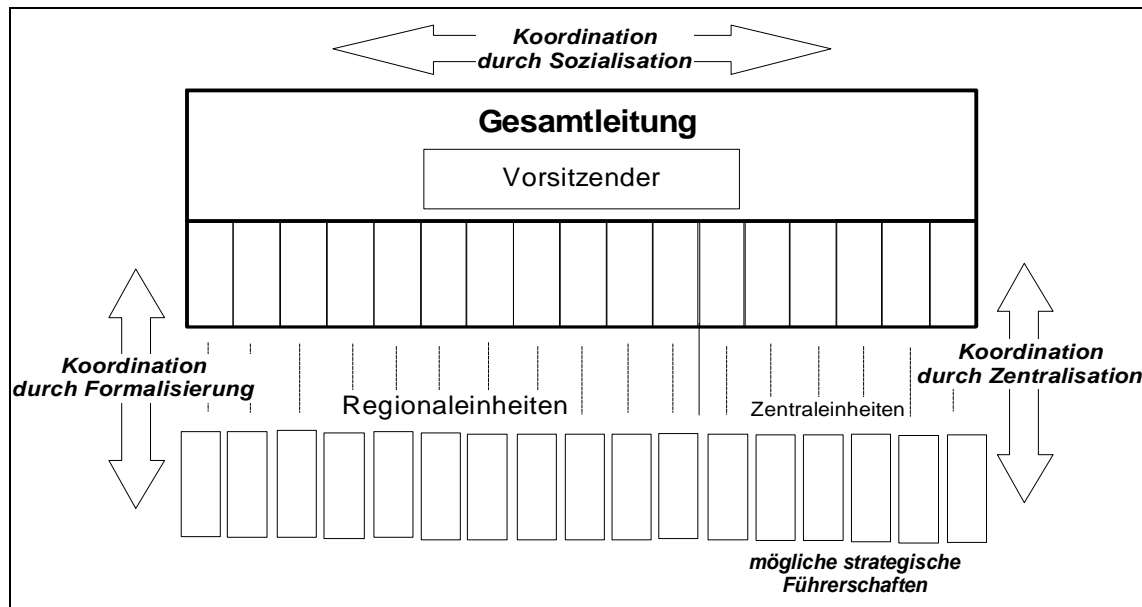 Koordination
durch Sozialisation
Gesamtleitung
Vorsitzender
Koordination
durch Formalisierung
Koordination
durch Zentralisation
Regionaleinheiten
Zentraleinheiten
mögliche strategische
Führerschaften